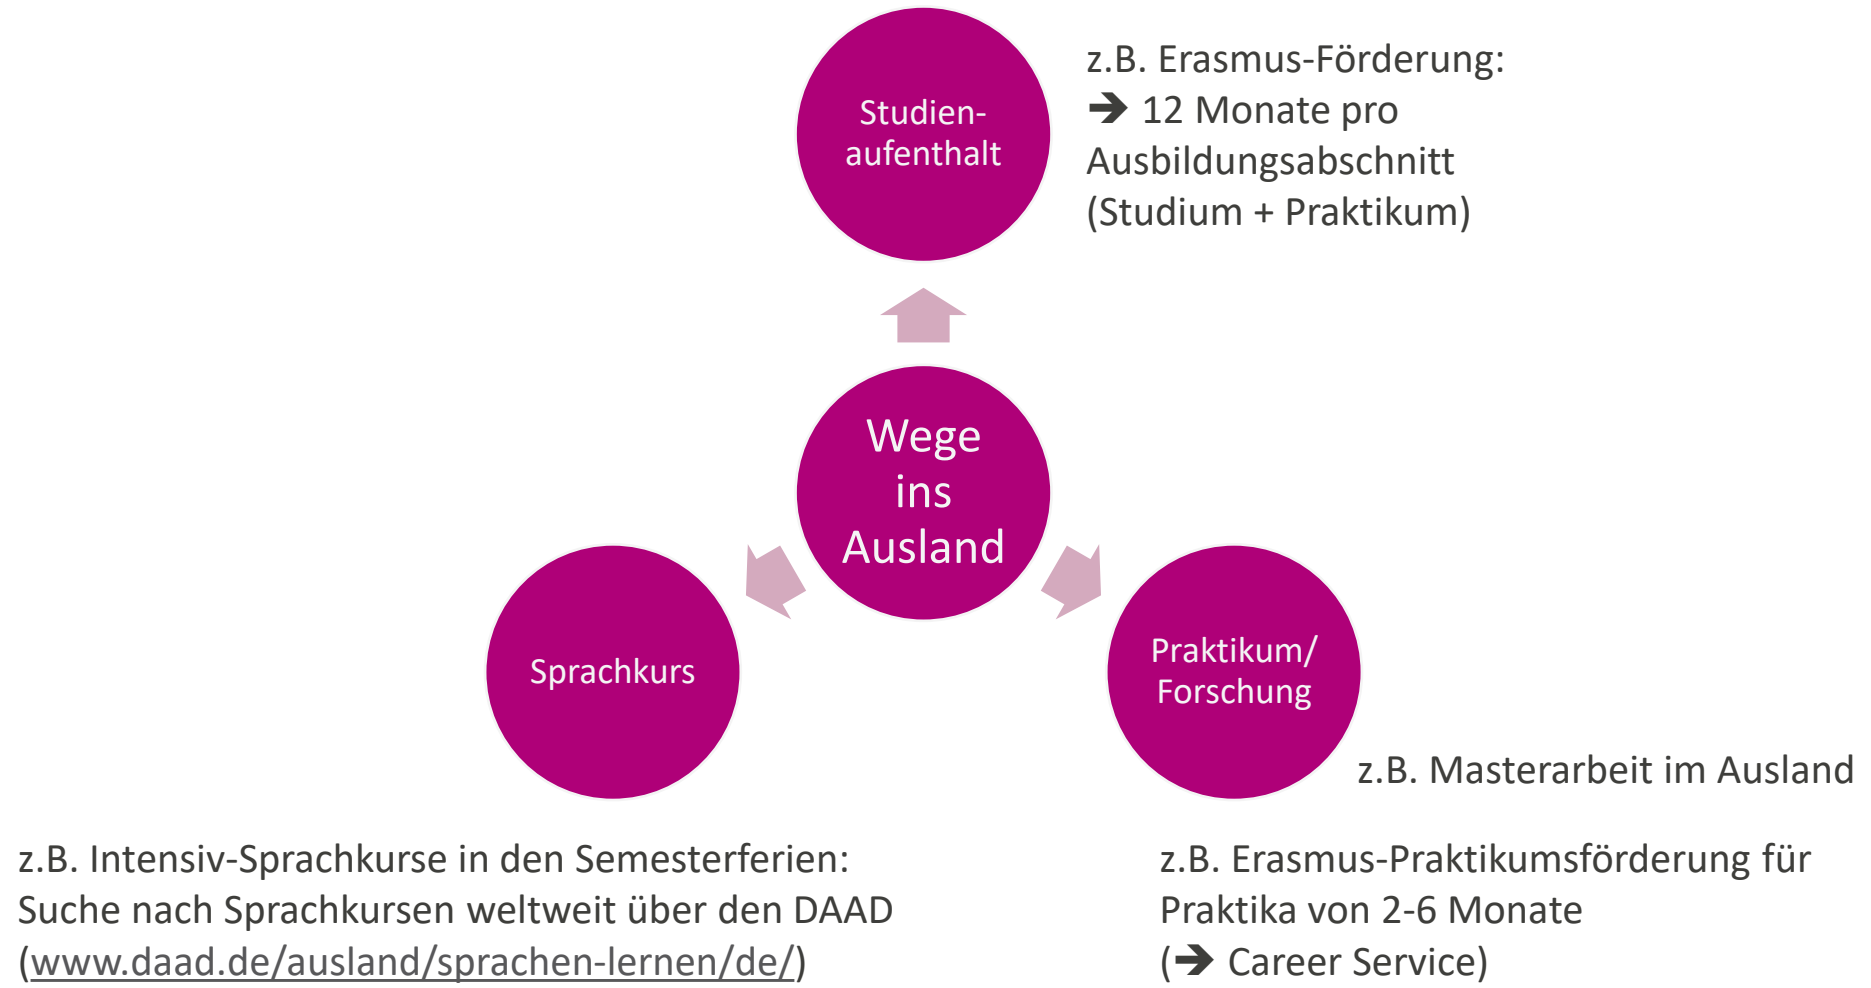 Studien-
aufenthalt
z.B. Erasmus-Förderung:
➔ 12 Monate pro
Ausbildungsabschnitt
(Studium + Praktikum)
Wege
ins
Ausland
Sprachkurs
Praktikum/
Forschung
z.B. Masterarbeit im Ausland
z.B. Intensiv-Sprachkurse in den Semesterferien:
Suche nach Sprachkursen weltweit über den DAAD
(www.daad.de/ausland/sprachen-lernen/de/)
z.B. Erasmus-Praktikumsförderung für
Praktika von 2-6 Monate
(➔ Career Service)